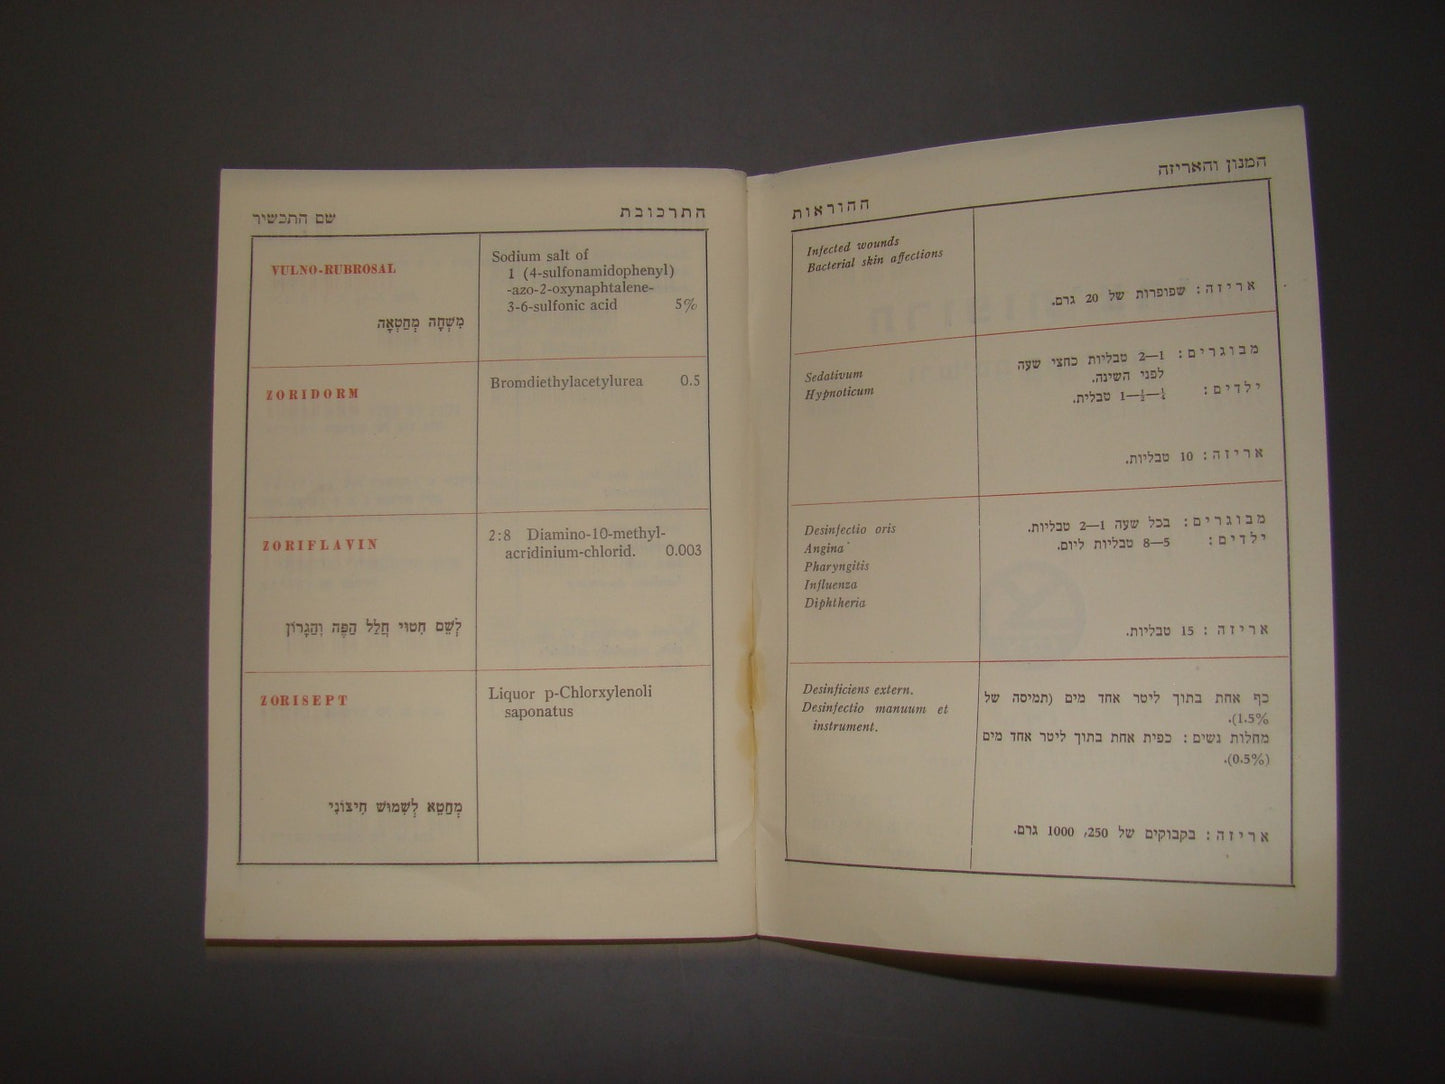 שם התכשיר
התרכובת
VULNO-RUBROSAL
מִשְׁחָה מְחַטְאָה
Sodium salt of
1 (4-sulfonamidophenyl)
-azo-2-oxynaphtalene-
3-6-sulfonic acid 5%
ZORIDORM
Bromdiethylacetylurea 0.5
ZORIFLAVIN
לְשֵׁם חִטוּי חֲלַל הַפֶּה וְהַגָרוֹן
2:8 Diamino-10-methyl-
acridinium-chlorid. 0.003
ZORISEPT
מְחַטֵא לְשִׁמוּשׁ חִיצוֹנִי
Liquor p-Chlorxylenoli
saponatus
ההוראות
המנון והאריזה
Infected wounds
Bacterial skin affections
אריזה: שפופרות של 20 גרם.
Sedativum
Hypnoticum
מבוגרים: 1—2 טבליות כחצי שעה
לפני השינה.
ילדים: ¼—½—1 טבלית.
אריזה: 10 טבליות.
Desinfectio oris
Angina
Pharyngitis
Influenza
Diphtheria
מבוגרים: בכל שעה 1—2 טבליות.
ילדים: 5—8 טבליות ליום.
אריזה: 15 טבליות.
Desinficiens extern.
Desinfectio manuum et
instrument.
כף אחת בתוך ליטר אחד מים (תמיסה של
1.5%).
מחלות נשים: כפית אחת בתוך ליטר אחד מים
(0.5%).
אריזה: בקבוקים של 250, 1000 גרם.